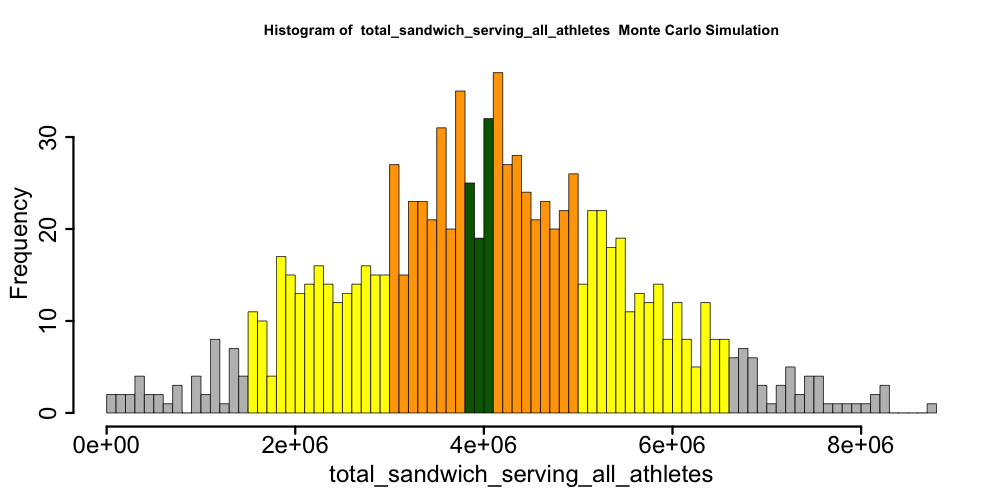 Histogram of  total_sandwich_serving_all_athletes  Monte Carlo Simulation
Frequency
30
20
10
0
0e+00 2e+06 4e+06 6e+06 8e+06
total_sandwich_serving_all_athletes